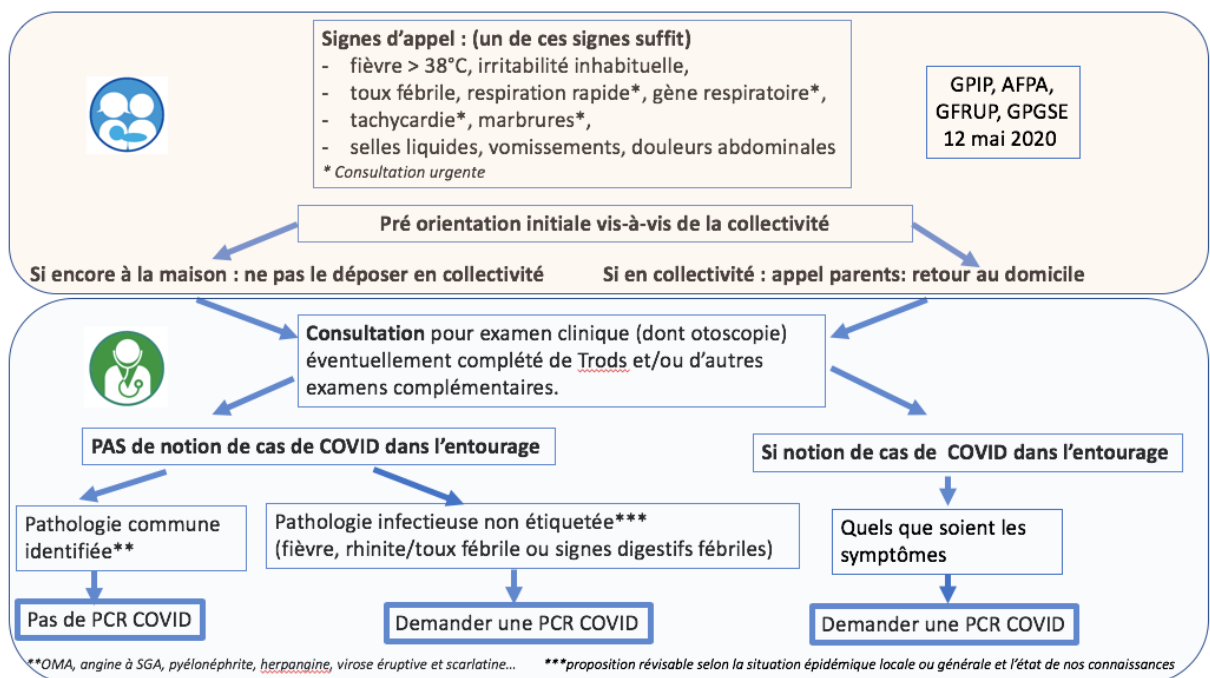 Signes d'appel : (un de ces signes suffit)
- fièvre > 38°C, irritabilité inhabituelle,
- toux fébrile, respiration rapide*, gène respiratoire*,
- tachycardie*, marbrures*,
- selles liquides, vomissements, douleurs abdominales
* Consultation urgente
GPIP, AFPA,
GFRUP, GPGSE
12 mai 2020
Pré orientation initiale vis-à-vis de la collectivité
Si encore à la maison : ne pas le déposer en collectivité
Si en collectivité : appel parents: retour au domicile
Consultation pour examen clinique (dont otoscopie)
éventuellement complété de Trods et/ou d'autres
examens complémentaires.
PAS de notion de cas de COVID dans l'entourage
Si notion de cas de COVID dans l'entourage
Pathologie commune
identifiée**
Pathologie infectieuse non étiquetée***
(fièvre, rhinite/toux fébrile ou signes digestifs fébriles)
Quels que soient les
symptômes
Pas de PCR COVID
Demander une PCR COVID
Demander une PCR COVID
**OMA, angine à SGA, pyélonéphrite, herpangine, virose éruptive et scarlatine...
***proposition révisable selon la situation épidémique locale ou générale et l'état de nos connaissances